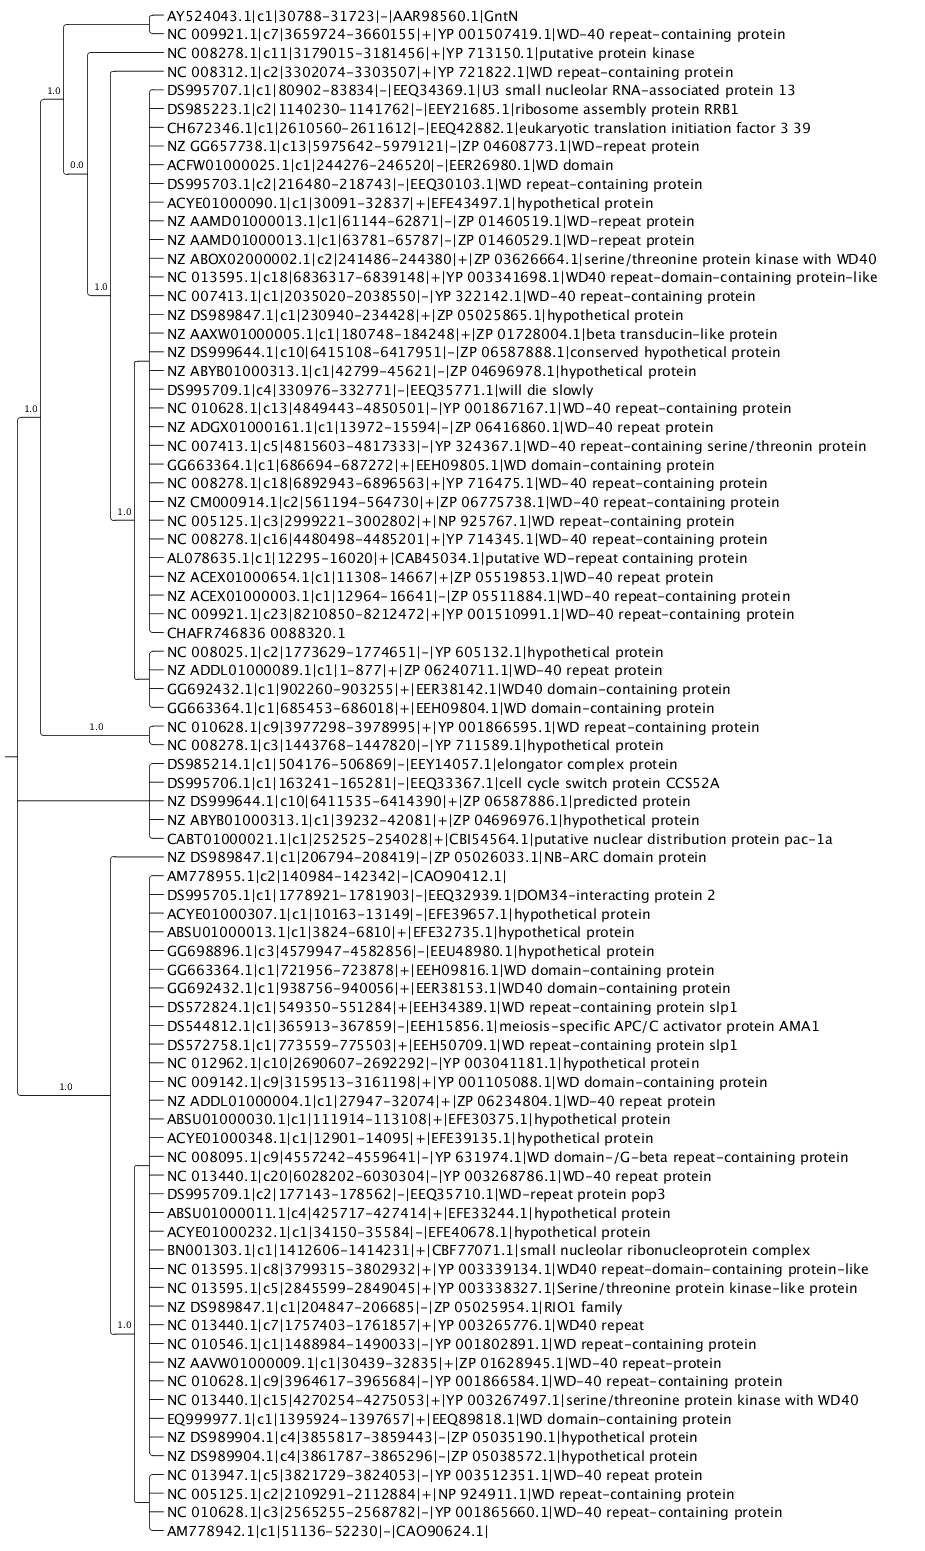 AY524043.1|c1|30788-31723|-|AAR98560.1|GntN
NC 009921.1|c7|3659724-3660155|+|YP 001507419.1|WD-40 repeat-containing protein
NC 008278.1|c11|3179015-3181456|+|YP 713150.1|putative protein kinase
1.0
NC 008312.1|c2|3302074-3303507|+|YP 721822.1|WD repeat-containing protein
DS995707.1|c1|80902-83834|-|EEQ34369.1|U3 small nucleolar RNA-associated protein 13
DS985223.1|c2|1140230-1141762|-|EEY21685.1|ribosome assembly protein RRB1
CH672346.1|c1|2610560-2611612|-|EEQ42882.1|eukaryotic translation initiation factor 3 39
NZ GG657738.1|c13|5975642-5979121|-|ZP 04608773.1|WD-repeat protein
0.0
ACFW01000025.1|c1|244276-246520|-|EER26980.1|WD domain
DS995703.1|c2|216480-218743|-|EEQ30103.1|WD repeat-containing protein
ACYE01000090.1|c1|30091-32837|+|EFE43497.1|hypothetical protein
NZ AAMD01000013.1|c1|61144-62871|-|ZP 01460519.1|WD-repeat protein
NZ AAMD01000013.1|c1|63781-65787|-|ZP 01460529.1|WD-repeat protein
NZ ABOX02000002.1|c2|241486-244380|+|ZP 03626664.1|serine/threonine protein kinase with WD40
NC 013595.1|c18|6836317-6839148|+|YP 003341698.1|WD40 repeat-domain-containing protein-like
1.0
NC 007413.1|c1|2035020-2038550|-|YP 322142.1|WD-40 repeat-containing protein
NZ DS989847.1|c1|230940-234428|+|ZP 05025865.1|hypothetical protein
NZ AAXW01000005.1|c1|180748-184248|+|ZP 01728004.1|beta transducin-like protein
NZ DS999644.1|c10|6415108-6417951|-|ZP 06587888.1|conserved hypothetical protein
NZ ABYB01000313.1|c1|42799-45621|-|ZP 04696978.1|hypothetical protein
DS995709.1|c4|330976-332771|-|EEQ35771.1|will die slowly
1.0
NC 010628.1|c13|4849443-4850501|-|YP 001867167.1|WD-40 repeat-containing protein
NZ ADGX01000161.1|c1|13972-15594|-|ZP 06416860.1|WD-40 repeat protein
NC 007413.1|c5|4815603-4817333|-|YP 324367.1|WD-40 repeat-containing serine/threonin protein
GG663364.1|c1|686694-687272|+|EEH09805.1|WD domain-containing protein
NC 008278.1|c18|6892943-6896563|+|YP 716475.1|WD-40 repeat-containing protein
NZ CM000914.1|c2|561194-564730|+|ZP 06775738.1|WD-40 repeat-containing protein
1.0
NC 005125.1|c3|2999221-3002802|+|NP 925767.1|WD repeat-containing protein
NC 008278.1|c16|4480498-4485201|+|YP 714345.1|WD-40 repeat-containing protein
AL078635.1|c1|12295-16020|+|CAB45034.1|putative WD-repeat containing protein
NZ ACEX01000654.1|c1|11308-14667|+|ZP 05519853.1|WD-40 repeat protein
NZ ACEX01000003.1|c1|12964-16641|-|ZP 05511884.1|WD-40 repeat-containing protein
NC 009921.1|c23|8210850-8212472|+|YP 001510991.1|WD-40 repeat-containing protein
CHAFR746836 0088320.1
NC 008025.1|c2|1773629-1774651|-|YP 605132.1|hypothetical protein
NZ ADDL01000089.1|c1|1-877|+|ZP 06240711.1|WD-40 repeat protein
GG692432.1|c1|902260-903255|+|EER38142.1|WD40 domain-containing protein
GG663364.1|c1|685453-686018|+|EEH09804.1|WD domain-containing protein
1.0
NC 010628.1|c9|3977298-3978995|+|YP 001866595.1|WD repeat-containing protein
NC 008278.1|c3|1443768-1447820|-|YP 711589.1|hypothetical protein
DS985214.1|c1|504176-506869|-|EEY14057.1|elongator complex protein
DS995706.1|c1|163241-165281|-|EEQ33367.1|cell cycle switch protein CCS52A
NZ DS999644.1|c10|6411535-6414390|+|ZP 06587886.1|predicted protein
NZ ABYB01000313.1|c1|39232-42081|+|ZP 04696976.1|hypothetical protein
CABT01000021.1|c1|252525-254028|+|CBI54564.1|putative nuclear distribution protein pac-1a
NZ DS989847.1|c1|206794-208419|-|ZP 05026033.1|NB-ARC domain protein
AM778955.1|c2|140984-142342|-|CAO90412.1|
DS995705.1|c1|1778921-1781903|-|EEQ32939.1|DOM34-interacting protein 2
ACYE01000307.1|c1|10163-13149|-|EFE39657.1|hypothetical protein
ABSU01000013.1|c1|3824-6810|+|EFE32735.1|hypothetical protein
GG698896.1|c3|4579947-4582856|-|EEU48980.1|hypothetical protein
GG663364.1|c1|721956-723878|+|EEH09816.1|WD domain-containing protein
GG692432.1|c1|938756-940056|+|EER38153.1|WD40 domain-containing protein
DS572824.1|c1|549350-551284|+|EEH34389.1|WD repeat-containing protein slp1
DS544812.1|c1|365913-367859|-|EEH15856.1|meiosis-specific APC/C activator protein AMA1
DS572758.1|c1|773559-775503|+|EEH50709.1|WD repeat-containing protein slp1
NC 012962.1|c10|2690607-2692292|-|YP 003041181.1|hypothetical protein
NC 009142.1|c9|3159513-3161198|+|YP 001105088.1|WD domain-containing protein
1.0
NZ ADDL01000004.1|c1|27947-32074|+|ZP 06234804.1|WD-40 repeat protein
ABSU01000030.1|c1|111914-113108|+|EFE30375.1|hypothetical protein
ACYE01000348.1|c1|12901-14095|+|EFE39135.1|hypothetical protein
NC 008095.1|c9|4557242-4559641|-|YP 631974.1|WD domain-/G-beta repeat-containing protein
NC 013440.1|c20|6028202-6030304|-|YP 003268786.1|WD-40 repeat protein
DS995709.1|c2|177143-178562|-|EEQ35710.1|WD-repeat protein pop3
ABSU01000011.1|c4|425717-427414|+|EFE33244.1|hypothetical protein
ACYE01000232.1|c1|34150-35584|-|EFE40678.1|hypothetical protein
BN001303.1|c1|1412606-1414231|+|CBF77071.1|small nucleolar ribonucleoprotein complex
NC 013595.1|c8|3799315-3802932|+|YP 003339134.1|WD40 repeat-domain-containing protein-like
NC 013595.1|c5|2845599-2849045|+|YP 003338327.1|Serine/threonine protein kinase-like protein
NZ DS989847.1|c1|204847-206685|-|ZP 05025954.1|RIO1 family
1.0
NC 013440.1|c7|1757403-1761857|+|YP 003265776.1|WD40 repeat
NC 010546.1|c1|1488984-1490033|-|YP 001802891.1|WD repeat-containing protein
NZ AAVW01000009.1|c1|30439-32835|+|ZP 01628945.1|WD-40 repeat-protein
NC 010628.1|c9|3964617-3965684|-|YP 001866584.1|WD-40 repeat-containing protein
NC 013440.1|c15|4270254-4275053|+|YP 003267497.1|serine/threonine protein kinase with WD40
EQ999977.1|c1|1395924-1397657|+|EEQ89818.1|WD domain-containing protein
NZ DS989904.1|c4|3855817-3859443|-|ZP 05035190.1|hypothetical protein
NZ DS989904.1|c4|3861787-3865296|-|ZP 05038572.1|hypothetical protein
NC 013947.1|c5|3821729-3824053|-|YP 003512351.1|WD-40 repeat protein
NC 005125.1|c2|2109291-2112884|+|NP 924911.1|WD repeat-containing protein
NC 010628.1|c3|2565255-2568782|-|YP 001865660.1|WD-40 repeat-containing protein
AM778942.1|c1|51136-52230|-|CAO90624.1|